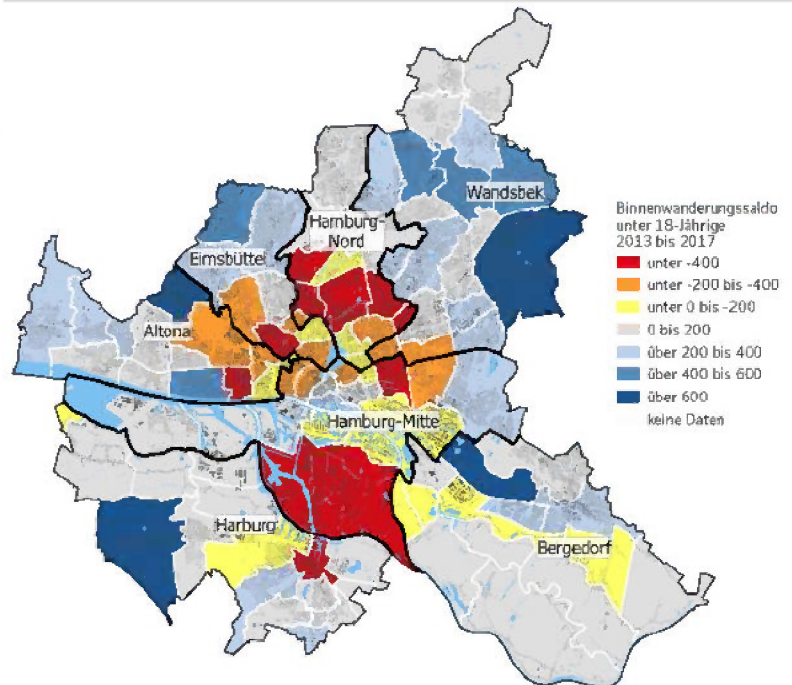 Wandsbek
Hamburg-
Nord
Eimsbüttel
Altona
Hamburg-Mitte
Harburg
Bergedorf
Binnenwanderungssaldo
unter 18-Jährige
2013 bis 2017
unter -400
unter -200 bis -400
unter 0 bis -200
0 bis 200
über 200 bis 400
über 400 bis 600
über 600
keine Daten